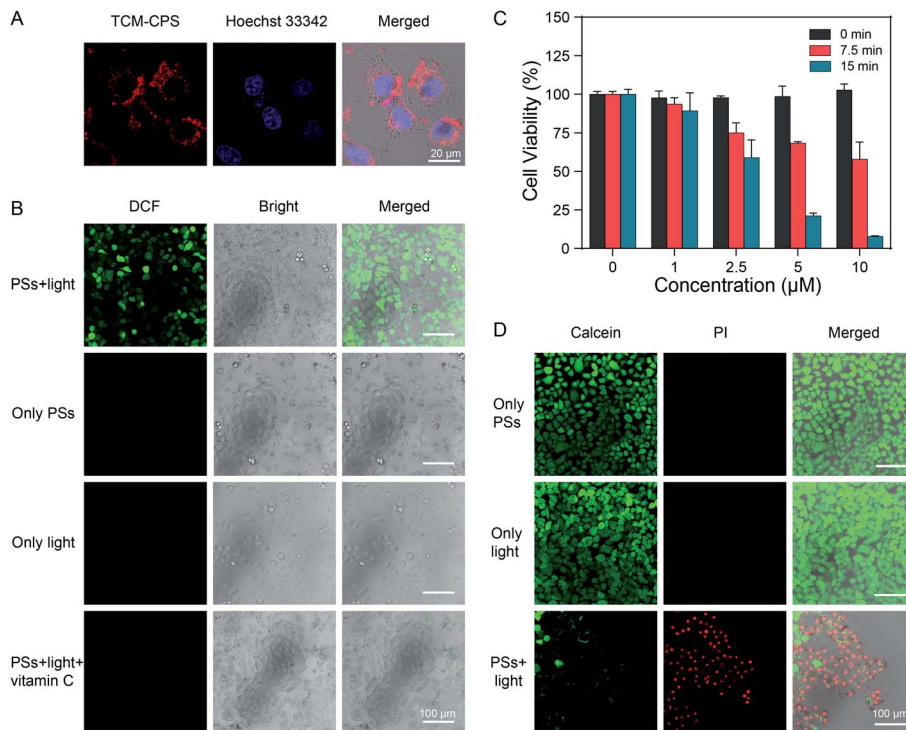 A
TCM-CPS
Hoechst 33342
Merged
20 μm
B
DCF
Bright
Merged
PSs+light
Only PSs
Only light
PSs+light+
vitamin C
100 μm
C
Cell Viability (%)
150
125
100
75
50
25
0
0 min
7.5 min
15 min
0
1
2.5
5
10
Concentration (μM)
D
Calcein
PI
Merged
Only
PSs
Only
light
PSs+
light
100 μm